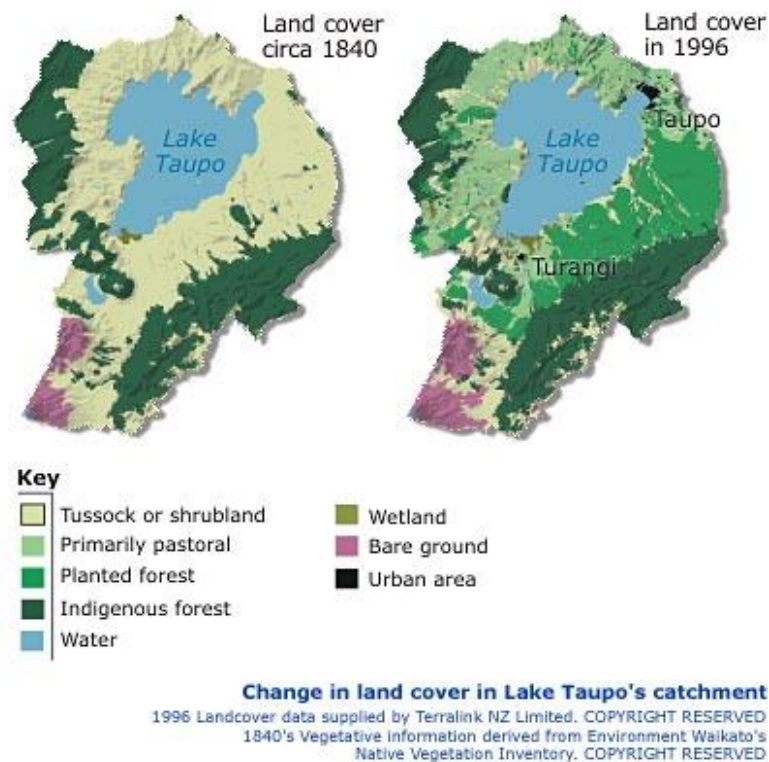 Land cover
circa 1840
Land cover
in 1996
Lake
Taupo
Lake
Taupo
Taupo
Turangi
Key
Tussock or shrubland
Primarily pastoral
Planted forest
Indigenous forest
Water
Wetland
Bare ground
Urban area
Change in land cover in Lake Taupo's catchment
1996 Landcover data supplied by Terralink NZ Limited. COPYRIGHT RESERVED
1840's Vegetative information derived from Environment Waikato's
Native Vegetation Inventory. COPYRIGHT RESERVED